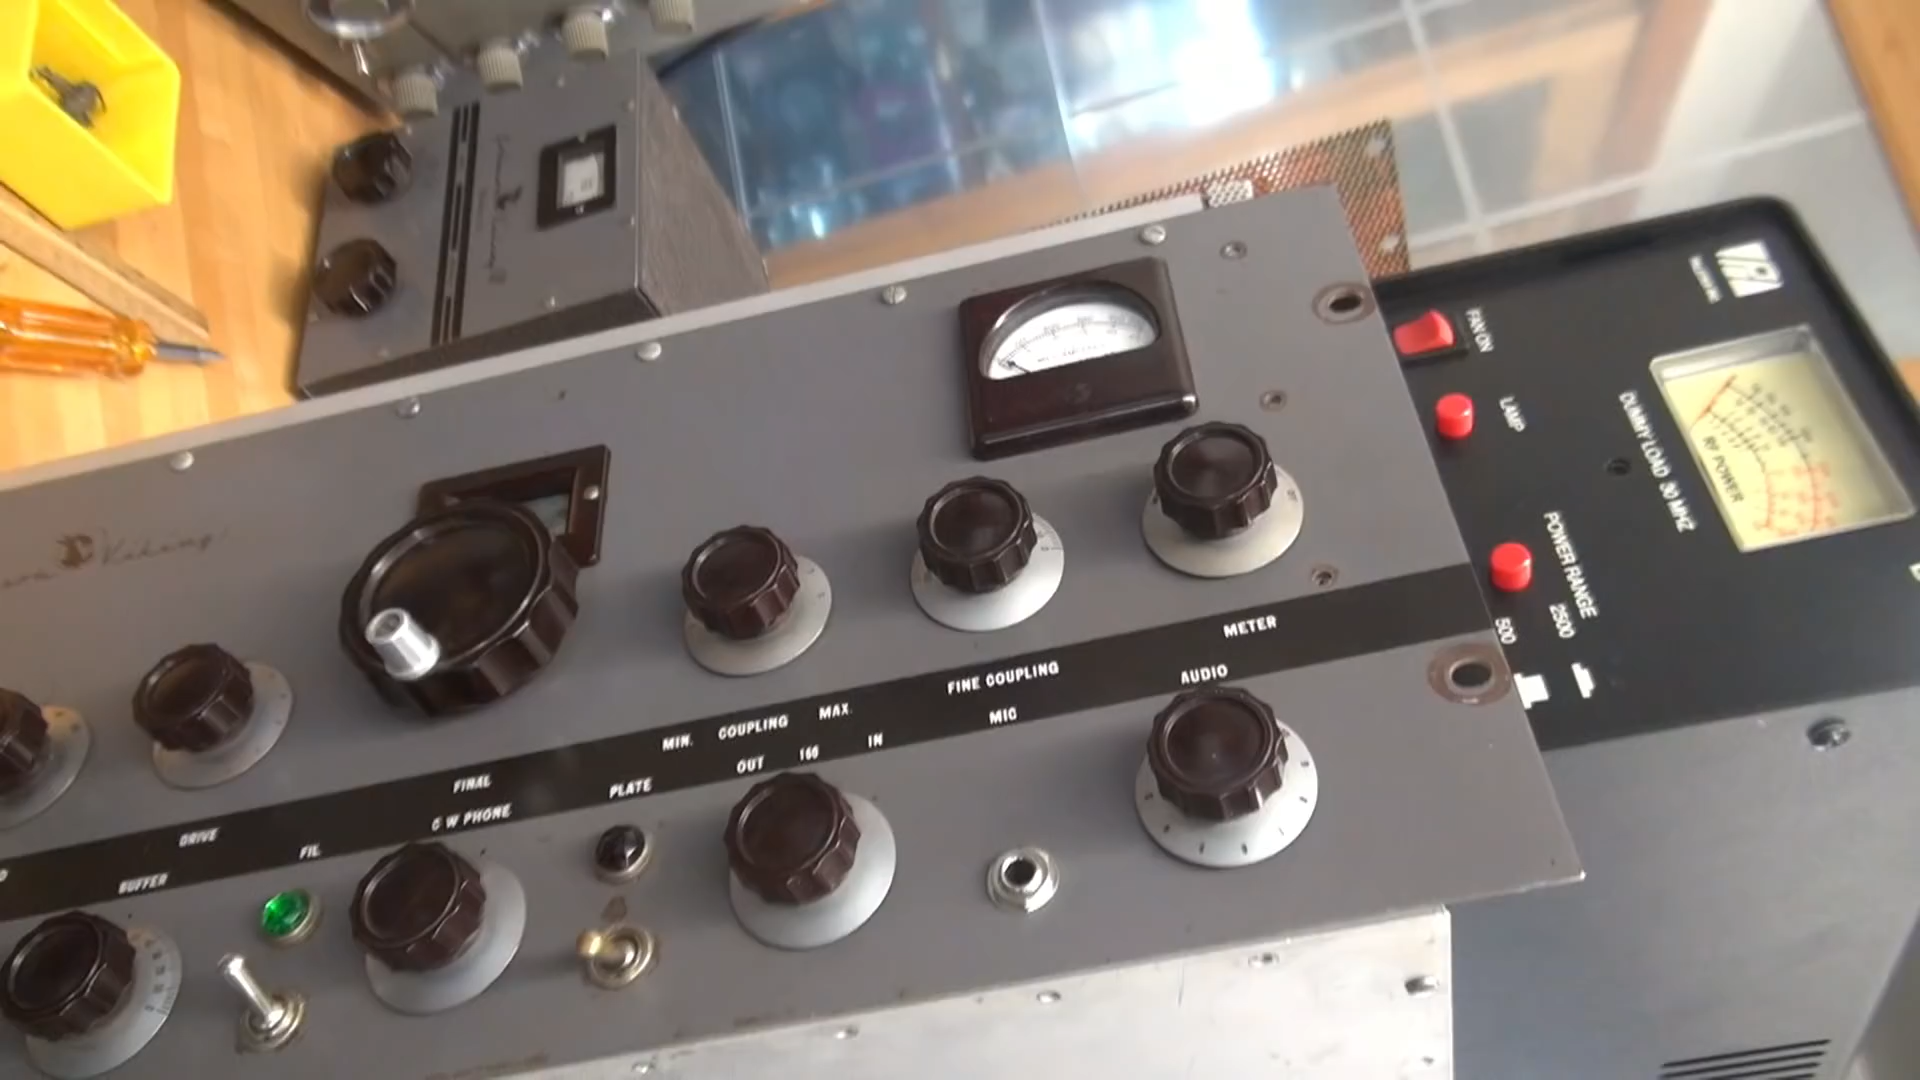 Viking
FAN ON
LAMP
DUMMY LOAD 30 MHZ
RF POWER
POWER RANGE
500
2500
METER
FINE COUPLING
AUDIO
MIN. COUPLING MAX.
MIC
OUT 160 IN
FINAL
PLATE
C W PHONE
DRIVE
FIL
BUFFER